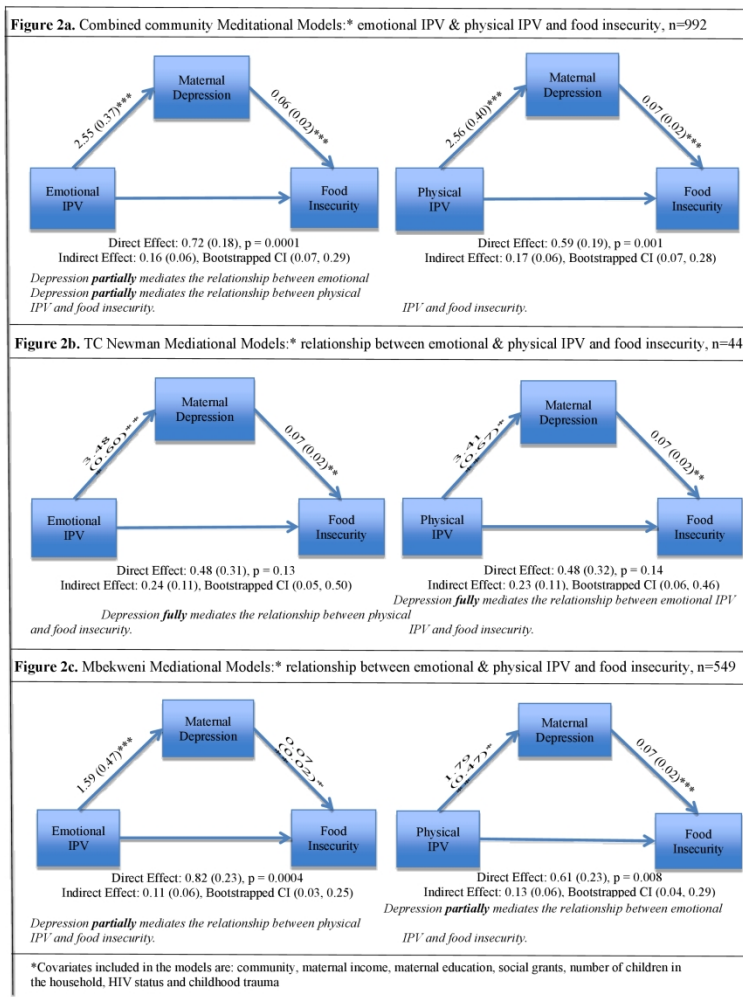 Figure 2a. Combined community Meditational Models:* emotional IPV & physical IPV and food insecurity, n=992
Maternal
Depression
2.55 (0.37)***
0.06 (0.02)***
Emotional
IPV
Food
Insecurity
Direct Effect: 0.72 (0.18), p = 0.0001
Indirect Effect: 0.16 (0.06), Bootstrapped CI (0.07, 0.29)
Depression partially mediates the relationship between emotional
Depression partially mediates the relationship between physical
IPV and food insecurity.
Maternal
Depression
2.56 (0.40)***
0.07 (0.02)***
Physical
IPV
Food
Insecurity
Direct Effect: 0.59 (0.19), p = 0.001
Indirect Effect: 0.17 (0.06), Bootstrapped CI (0.07, 0.28)
IPV and food insecurity.
Figure 2b. TC Newman Mediational Models:* relationship between emotional & physical IPV and food insecurity, n=44
Maternal
Depression
3.48
(0.60)**
0.07 (0.02)**
Emotional
IPV
Food
Insecurity
Direct Effect: 0.48 (0.31), p = 0.13
Indirect Effect: 0.24 (0.11), Bootstrapped CI (0.05, 0.50)
Depression fully mediates the relationship between physical
and food insecurity.
Maternal
Depression
3.41
(0.67)*
0.07 (0.02)**
Physical
IPV
Food
Insecurity
Direct Effect: 0.48 (0.32), p = 0.14
Indirect Effect: 0.23 (0.11), Bootstrapped CI (0.06, 0.46)
Depression fully mediates the relationship between emotional IPV
IPV and food insecurity.
Figure 2c. Mbekweni Mediational Models:* relationship between emotional & physical IPV and food insecurity, n=549
Maternal
Depression
1.59 (0.47)***
0.07
(0.02)*
Emotional
IPV
Food
Insecurity
Direct Effect: 0.82 (0.23), p = 0.0004
Indirect Effect: 0.11 (0.06), Bootstrapped CI (0.03, 0.25)
Depression partially mediates the relationship between physical
IPV and food insecurity.
Maternal
Depression
(0.47)*
0.07 (0.02)***
Physical
IPV
Food
Insecurity
Direct Effect: 0.61 (0.23), p = 0.008
Indirect Effect: 0.13 (0.06), Bootstrapped CI (0.04, 0.29)
Depression partially mediates the relationship between emotional
IPV and food insecurity.
*Covariates included in the models are: community, maternal income, maternal education, social grants, number of children in
the household, HIV status and childhood trauma